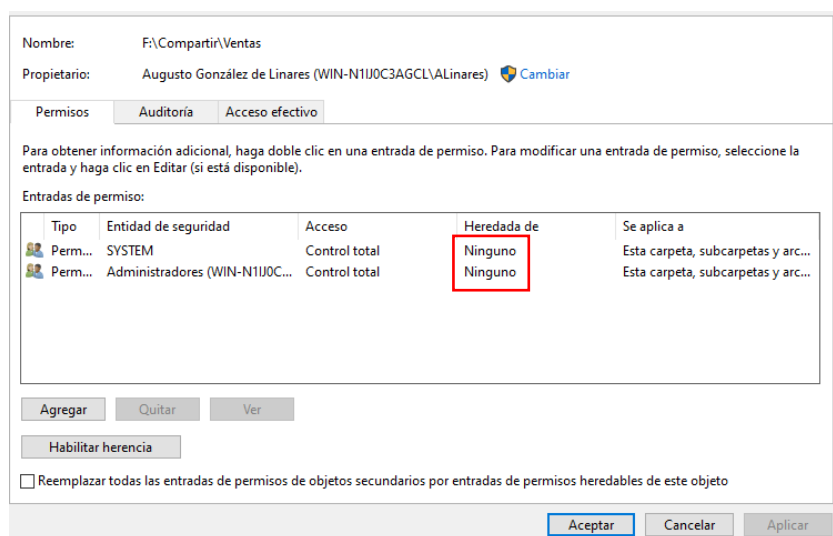 Nombre: F:\Compartir\Ventas
Propietario: Augusto González de Linares (WIN-N1IJ0C3AGCL\ALinares) Cambiar
Permisos Auditoría Acceso efectivo
Para obtener información adicional, haga doble clic en una entrada de permiso. Para modificar una entrada de permiso, seleccione la
entrada y haga clic en Editar (si está disponible).
Entradas de permiso:
Tipo Entidad de seguridad Acceso Heredada de Se aplica a
Perm... SYSTEM Control total Ninguno Esta carpeta, subcarpetas y arc...
Perm... Administradores (WIN-N1IJ0C... Control total Ninguno Esta carpeta, subcarpetas y arc...
Agregar Quitar Ver
Habilitar herencia
Reemplazar todas las entradas de permisos de objetos secundarios por entradas de permisos heredables de este objeto
Aceptar Cancelar Aplicar